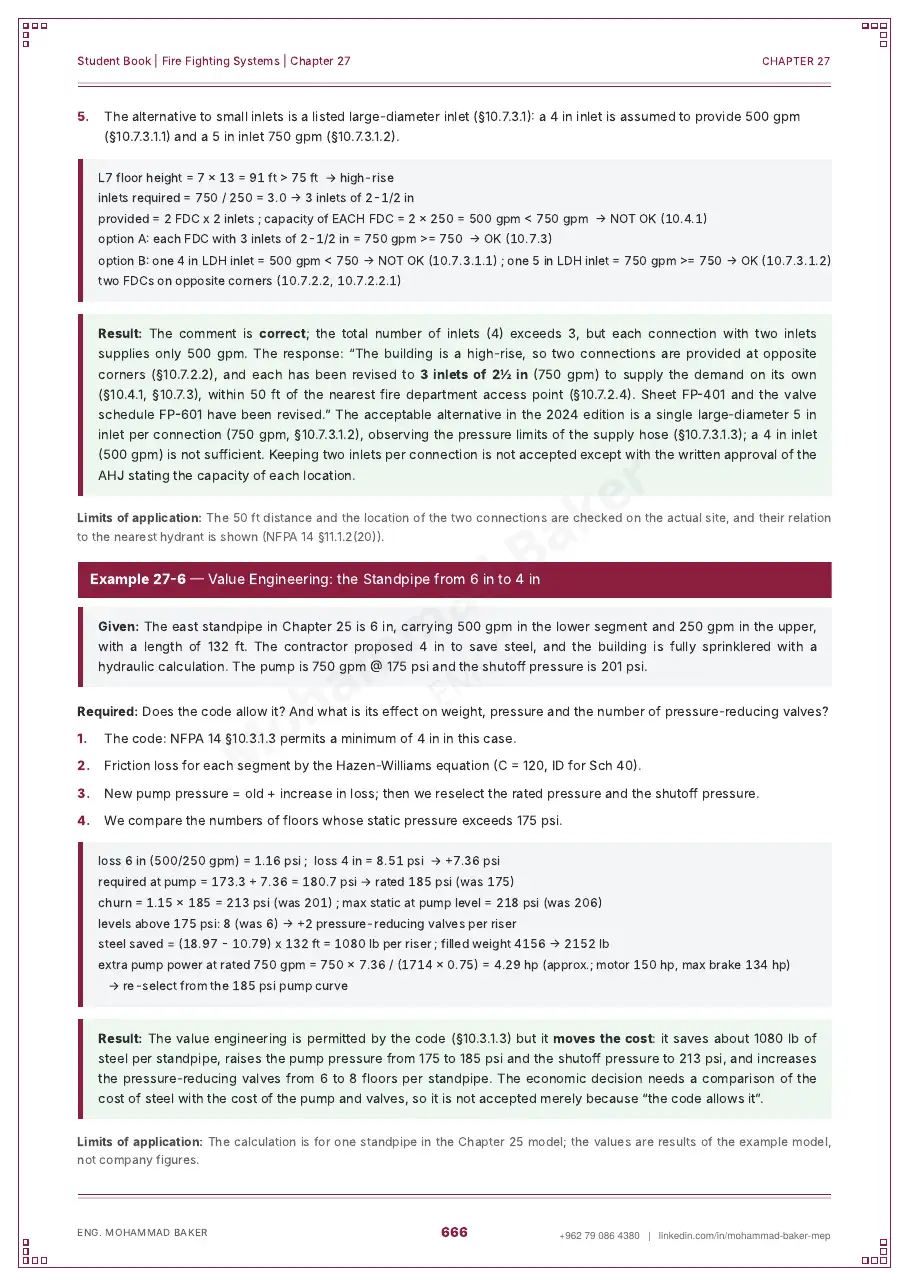 Student Book | Fire Fighting Systems | Chapter 27
CHAPTER 27
5. The alternative to small inlets is a listed large-diameter inlet (§10.7.3.1): a 4 in inlet is assumed to provide 500 gpm
(§10.7.3.1.1) and a 5 in inlet 750 gpm (§10.7.3.1.2).
L7 floor height = 7 × 13 = 91 ft > 75 ft → high-rise
inlets required = 750 / 250 = 3.0 → 3 inlets of 2-1/2 in
provided = 2 FDC x 2 inlets ; capacity of EACH FDC = 2 × 250 = 500 gpm < 750 gpm → NOT OK (10.4.1)
option A: each FDC with 3 inlets of 2-1/2 in = 750 gpm >= 750 → OK (10.7.3)
option B: one 4 in LDH inlet = 500 gpm < 750 → NOT OK (10.7.3.1.1) ; one 5 in LDH inlet = 750 gpm >= 750 → OK (10.7.3.1.2)
two FDCs on opposite corners (10.7.2.2, 10.7.2.2.1)
Result: The comment is correct; the total number of inlets (4) exceeds 3, but each connection with two inlets
supplies only 500 gpm. The response: “The building is a high-rise, so two connections are provided at opposite
corners (§10.7.2.2), and each has been revised to 3 inlets of 2½ in (750 gpm) to supply the demand on its own
(§10.4.1, §10.7.3), within 50 ft of the nearest fire department access point (§10.7.2.4). Sheet FP-401 and the valve
schedule FP-601 have been revised.” The acceptable alternative in the 2024 edition is a single large-diameter 5 in
inlet per connection (750 gpm, §10.7.3.1.2), observing the pressure limits of the supply hose (§10.7.3.1.3); a 4 in inlet
(500 gpm) is not sufficient. Keeping two inlets per connection is not accepted except with the written approval of the
AHJ stating the capacity of each location.
Limits of application: The 50 ft distance and the location of the two connections are checked on the actual site, and their relation
to the nearest hydrant is shown (NFPA 14 §11.1.2(20)).
Example 27-6 — Value Engineering: the Standpipe from 6 in to 4 in
Given: The east standpipe in Chapter 25 is 6 in, carrying 500 gpm in the lower segment and 250 gpm in the upper,
with a length of 132 ft. The contractor proposed 4 in to save steel, and the building is fully sprinklered with a
hydraulic calculation. The pump is 750 gpm @ 175 psi and the shutoff pressure is 201 psi.
Required: Does the code allow it? And what is its effect on weight, pressure and the number of pressure-reducing valves?
1. The code: NFPA 14 §10.3.1.3 permits a minimum of 4 in in this case.
2. Friction loss for each segment by the Hazen-Williams equation (C = 120, ID for Sch 40).
3. New pump pressure = old + increase in loss; then we reselect the rated pressure and the shutoff pressure.
4. We compare the numbers of floors whose static pressure exceeds 175 psi.
loss 6 in (500/250 gpm) = 1.16 psi ; loss 4 in = 8.51 psi → +7.36 psi
required at pump = 173.3 + 7.36 = 180.7 psi → rated 185 psi (was 175)
churn = 1.15 × 185 = 213 psi (was 201) ; max static at pump level = 218 psi (was 206)
levels above 175 psi: 8 (was 6) → +2 pressure-reducing valves per riser
steel saved = (18.97 - 10.79) x 132 ft = 1080 lb per riser ; filled weight 4156 → 2152 lb
extra pump power at rated 750 gpm = 750 × 7.36 / (1714 × 0.75) = 4.29 hp (approx.; motor 150 hp, max brake 134 hp)
→ re-select from the 185 psi pump curve
Result: The value engineering is permitted by the code (§10.3.1.3) but it moves the cost: it saves about 1080 lb of
steel per standpipe, raises the pump pressure from 175 to 185 psi and the shutoff pressure to 213 psi, and increases
the pressure-reducing valves from 6 to 8 floors per standpipe. The economic decision needs a comparison of the
cost of steel with the cost of the pump and valves, so it is not accepted merely because “the code allows it”.
Limits of application: The calculation is for one standpipe in the Chapter 25 model; the values are results of the example model,
not company figures.
ENG. MOHAMMAD BAKER
666
+962 79 086 4380 | linkedin.com/in/mohammad-baker-mep